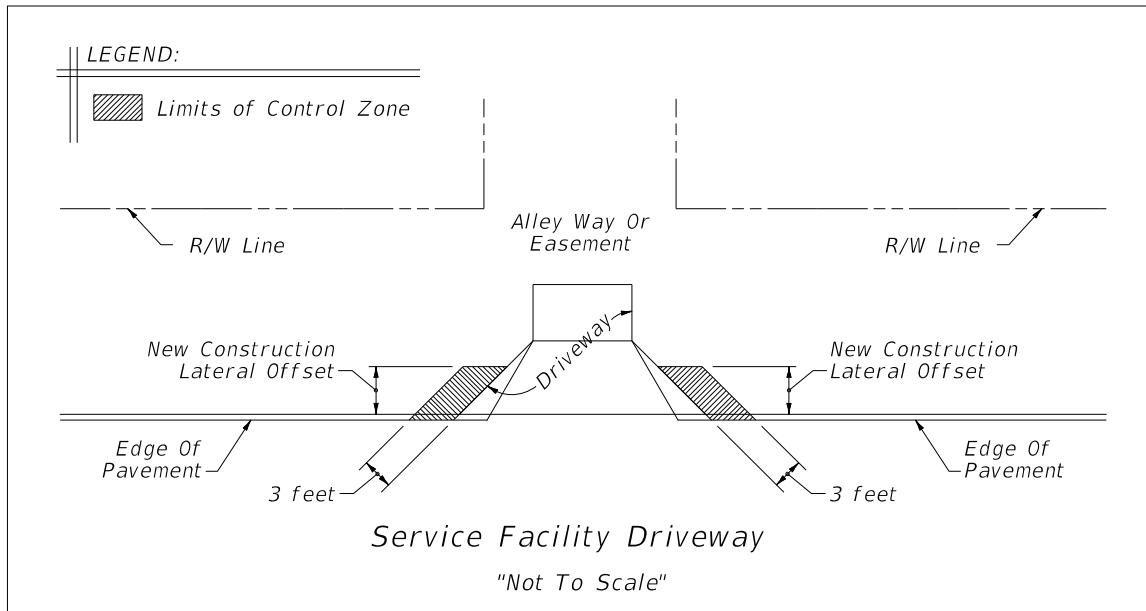 LEGEND:
Limits of Control Zone
Alley Way Or
Easement
R/W Line
R/W Line
New Construction
Lateral Offset
Driveway
New Construction
Lateral Offset
Edge Of
Pavement
Edge Of
Pavement
3 feet
3 feet
Service Facility Driveway
"Not To Scale"